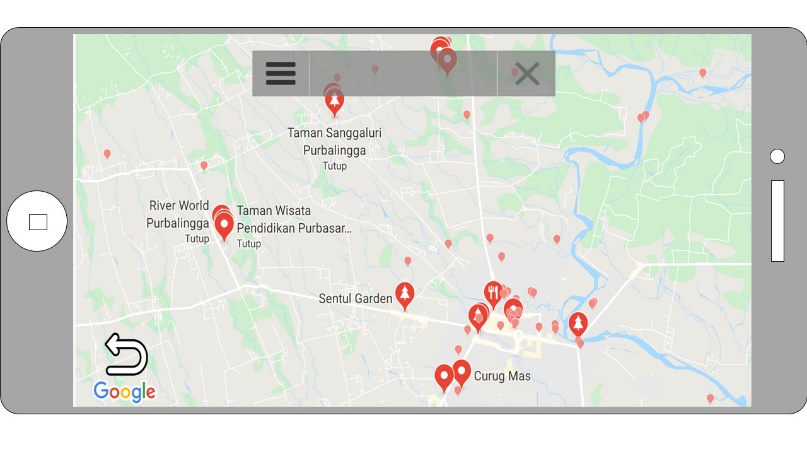 Taman Sanggaluri
Purbalingga
Tutup
River World
Purbalingga
Tutup
Taman Wisata
Pendidikan Purbasar...
Tutup
Sentul Garden
Curug Mas
Google